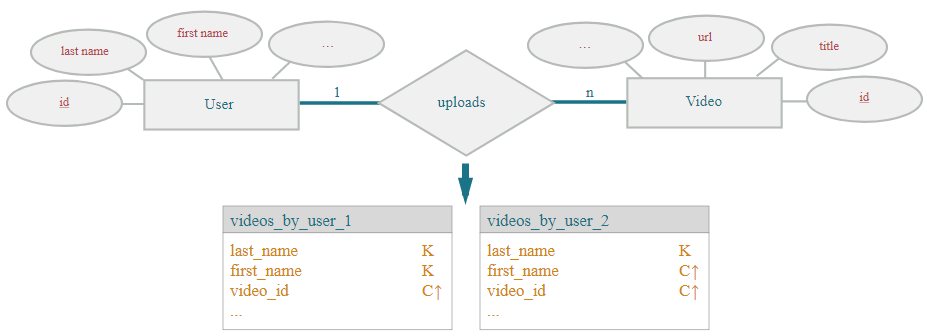 first name
...
last name
id
User
1
uploads
n
Video
...
url
title
id
videos_by_user_1
last_name K
first_name K
video_id C↑
...
videos_by_user_2
last_name K
first_name C↑
video_id C↑
...